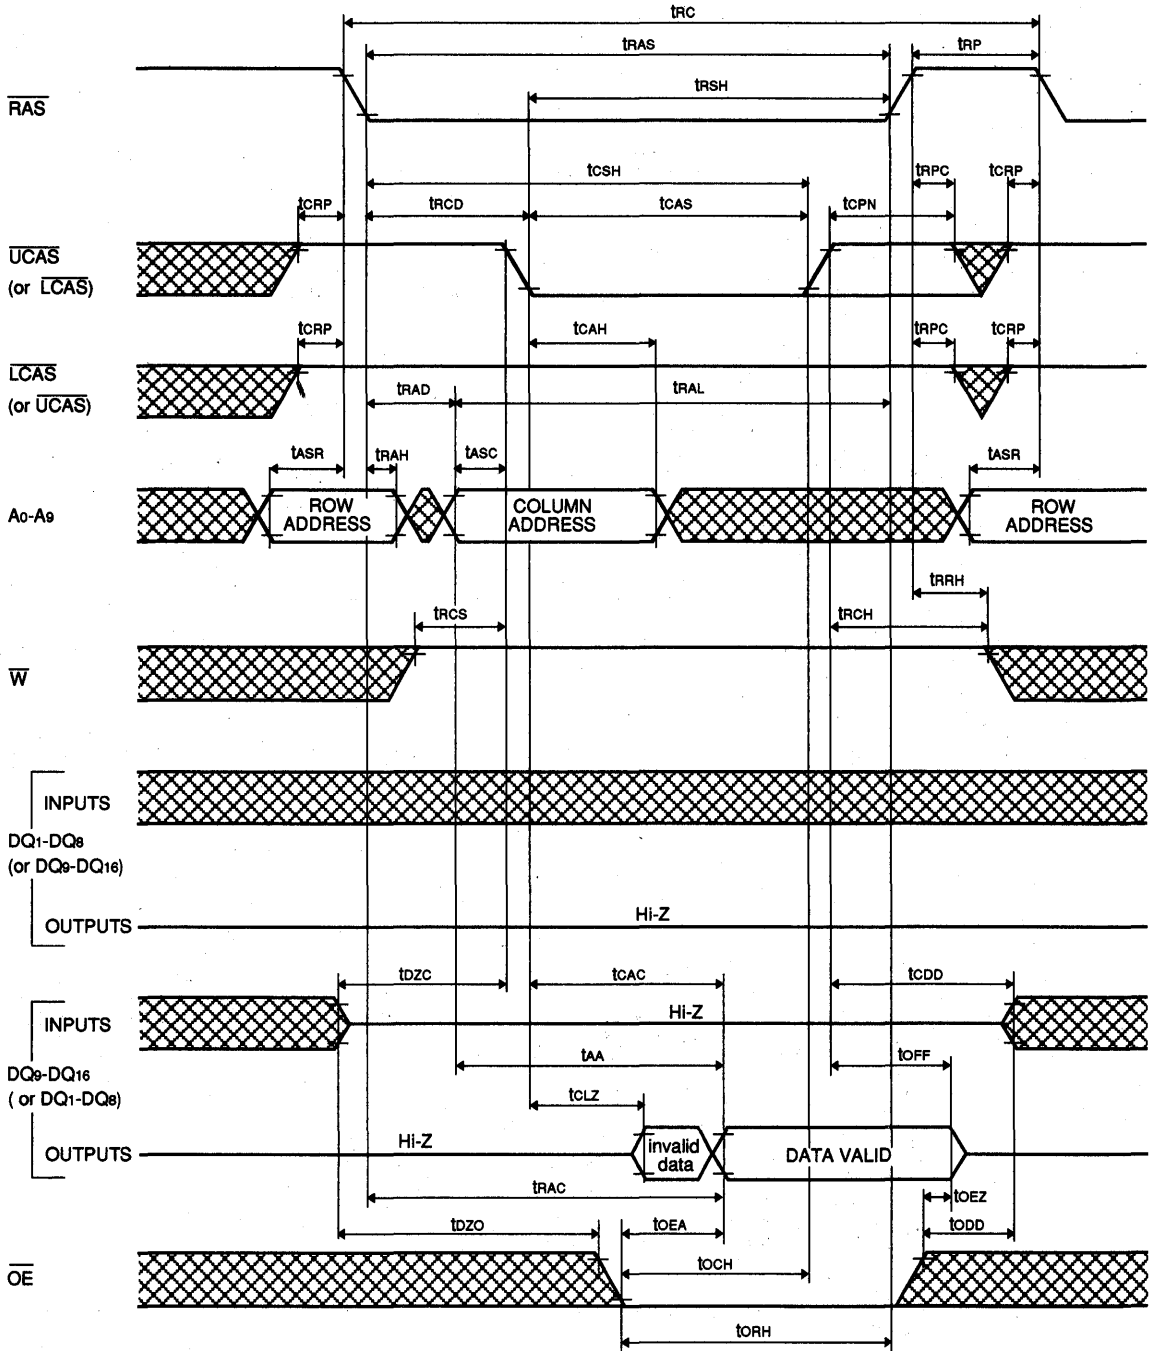 tRC
tRAS tRP
tRSH
RAS
tCSH tRPC tCRP
tCRP tRCD tCAS tCPN
UCAS
(or LCAS)
tCRP tCAH tRPC tCRP
LCAS
(or UCAS)
tRAD tRAL
tASR tRAH tASC tASR
A0-A9 ROW ADDRESS COLUMN ADDRESS ROW ADDRESS
tRRH
tRCS tRCH
W
INPUTS
DQ1-DQ8
(or DQ9-DQ16)
OUTPUTS Hi-Z
tDZC tCAC tCDD
INPUTS Hi-Z
tAA tOFF
DQ9-DQ16
( or DQ1-DQ8)
tCLZ
OUTPUTS Hi-Z invalid data DATA VALID
tRAC tOEZ
tDZO tOEA tODD
OE
tOCH
tORH